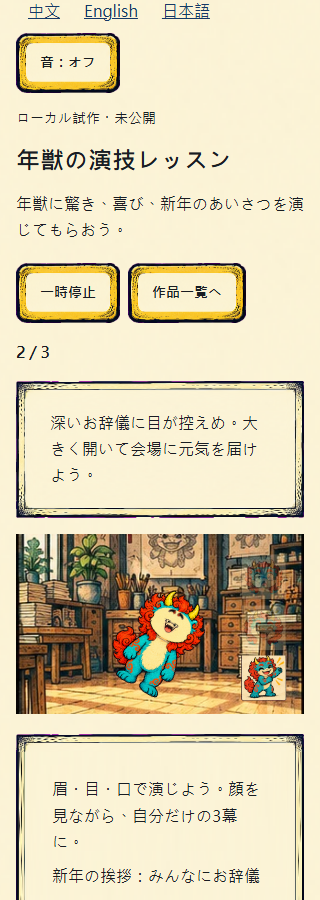 中文 English 日本語
音：オフ
ローカル試作・未公開
年獣の演技レッスン
年獣に驚き、喜び、新年のあいさつを演
じてもらおう。
一時停止 作品一覧へ
2 / 3
深いお辞儀に目が控えめ。大
きく開いて会場に元気を届け
よう。
眉・目・口で演じよう。顔を
見ながら、自分だけの3幕
に。
新年の挨拶：みんなにお辞儀